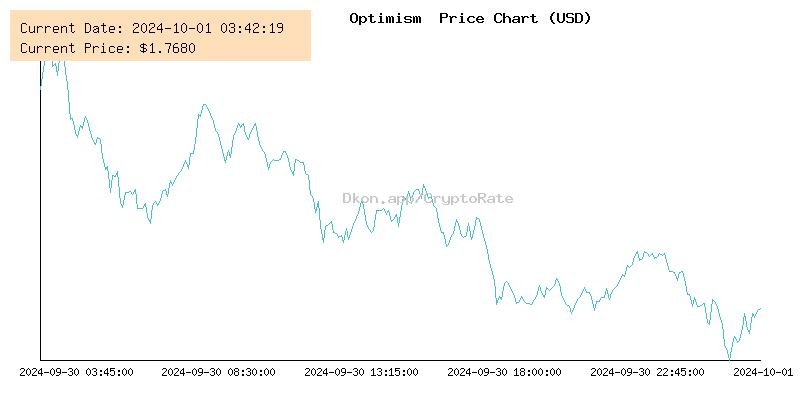 Optimism Price Chart (USD)
Current Date: 2024-10-01 03:42:19
Current Price: $1.7680
Dkon.app/CryptoRate
2024-09-30 03:45:00 2024-09-30 08:30:00 2024-09-30 13:15:00 2024-09-30 18:00:00 2024-09-30 22:45:00 2024-10-01